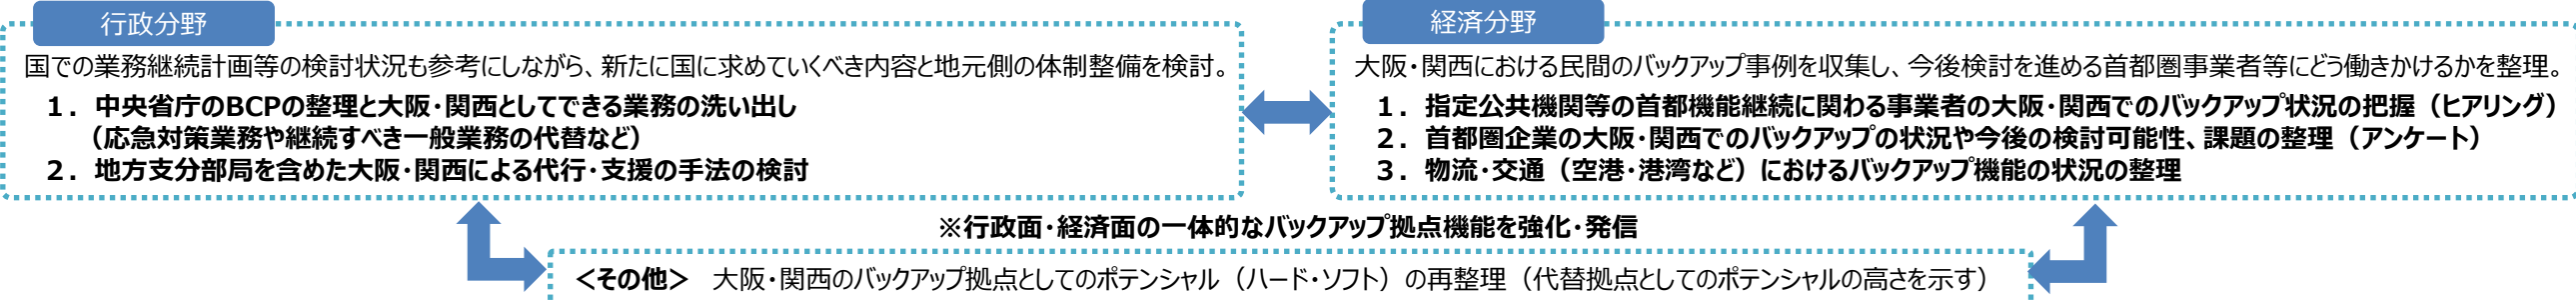 行政分野
国での業務継続計画等の検討状況も参考にしながら、新たに国に求めていくべき内容と地元側の体制整備を検討。
1．中央省庁のBCPの整理と大阪・関西としてできる業務の洗い出し
（応急対策業務や継続すべき一般業務の代替など）
2．地方支分部局を含めた大阪・関西による代行・支援の手法の検討
経済分野
大阪・関西における民間のバックアップ事例を収集し、今後検討を進める首都圏事業者等にどう働きかけるかを整理。
1．指定公共機関等の首都機能継続に関わる事業者の大阪・関西でのバックアップ状況の把握（ヒアリング）
2．首都圏企業の大阪・関西でのバックアップの状況や今後の検討可能性、課題の整理（アンケート）
3．物流・交通（空港・港湾など）におけるバックアップ機能の状況の整理
※行政面・経済面の一体的なバックアップ拠点機能を強化・発信
＜その他＞　大阪・関西のバックアップ拠点としてのポテンシャル（ハード・ソフト）の再整理（代替拠点としてのポテンシャルの高さを示す）